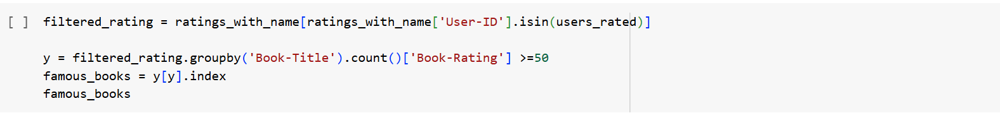 [ ] filtered_rating = ratings_with_name[ratings_with_name['User-ID'].isin(users_rated)]
y = filtered_rating.groupby('Book-Title').count()['Book-Rating'] >=50
famous_books = y[y].index
famous_books